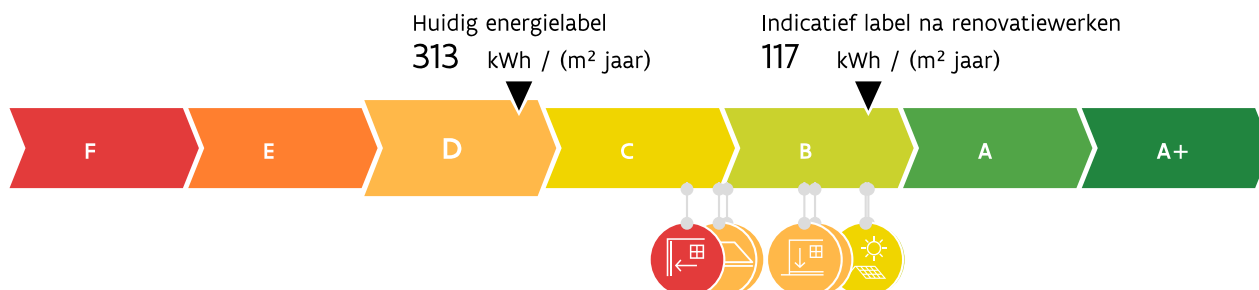 Huidig energielabel
313 kWh / (m² jaar)
Indicatief label na renovatiewerken
117 kWh / (m² jaar)
F E D C B A A+